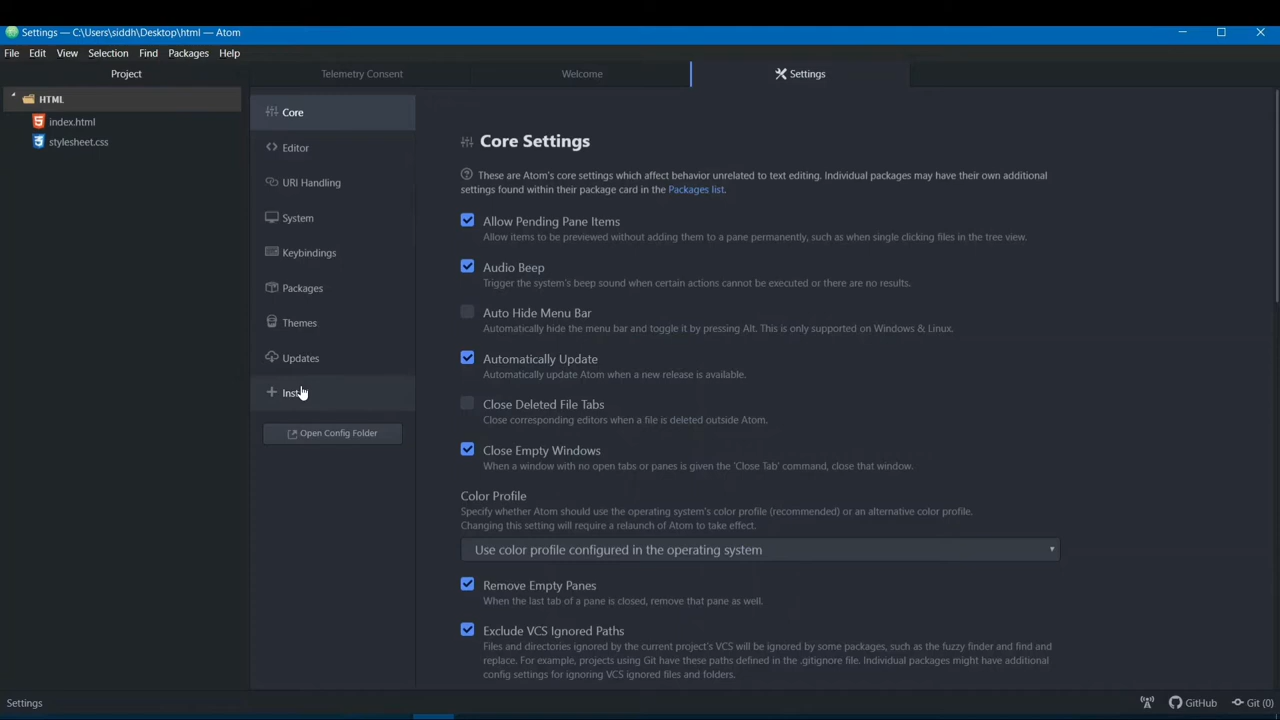 Settings — C:\Users\siddh\Desktop\html — Atom
File Edit View Selection Find Packages Help
Project
Telemetry Consent
Welcome
Settings
HTML
index.html
stylesheet.css
Core
Editor
URI Handling
System
Keybindings
Packages
Themes
Updates
Open Config Folder
Core Settings
These are Atom's core settings which affect behavior unrelated to text editing. Individual packages may have their own additional
settings found within their package card in the Packages list.
Allow Pending Pane Items
Allow items to be previewed without adding them to a pane permanently, such as when single clicking files in the tree view.
Audio Beep
Trigger the system's beep sound when certain actions cannot be executed or there are no results.
Auto Hide Menu Bar
Automatically hide the menu bar and toggle it by pressing Alt. This is only supported on Windows & Linux.
Automatically Update
Automatically update Atom when a new release is available.
Close Deleted File Tabs
Close corresponding editors when a file is deleted outside Atom.
Close Empty Windows
When a window with no open tabs or panes is given the 'Close Tab' command, close that window.
Color Profile
Specify whether Atom should use the operating system's color profile (recommended) or an alternative color profile.
Changing this setting will require a relaunch of Atom to take effect.
Use color profile configured in the operating system
Remove Empty Panes
When the last tab of a pane is closed, remove that pane as well.
Exclude VCS Ignored Paths
Files and directories ignored by the current project's VCS will be ignored by some packages, such as the fuzzy finder and find and
replace. For example, projects using Git have these paths defined in the .gitignore file. Individual packages might have additional
config settings for ignoring VCS ignored files and folders.
Settings
GitHub
Git (0)